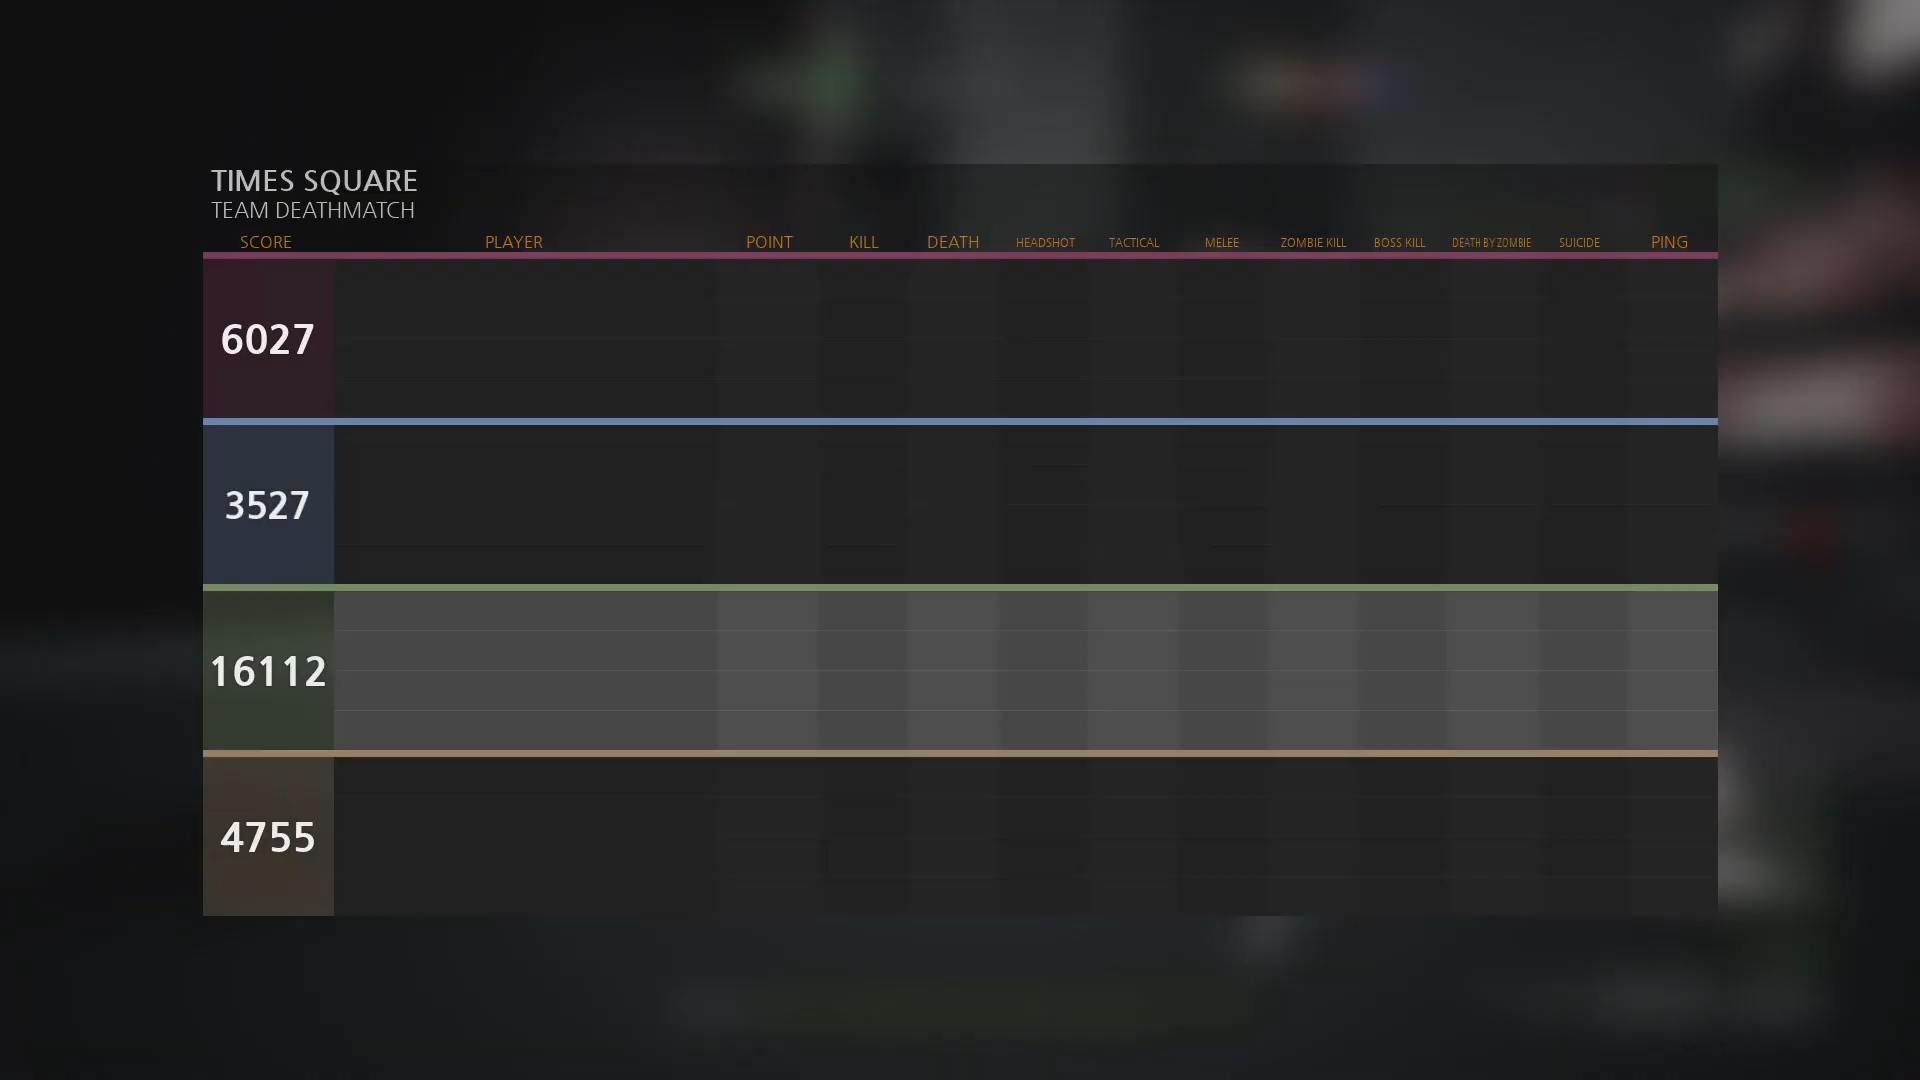 TIMES SQUARE
TEAM DEATHMATCH
SCORE PLAYER POINT KILL DEATH HEADSHOT TACTICAL MELEE ZOMBIE KILL BOSS KILL DEATH BY ZOMBIE SUICIDE PING
6027
3527
16112
4755